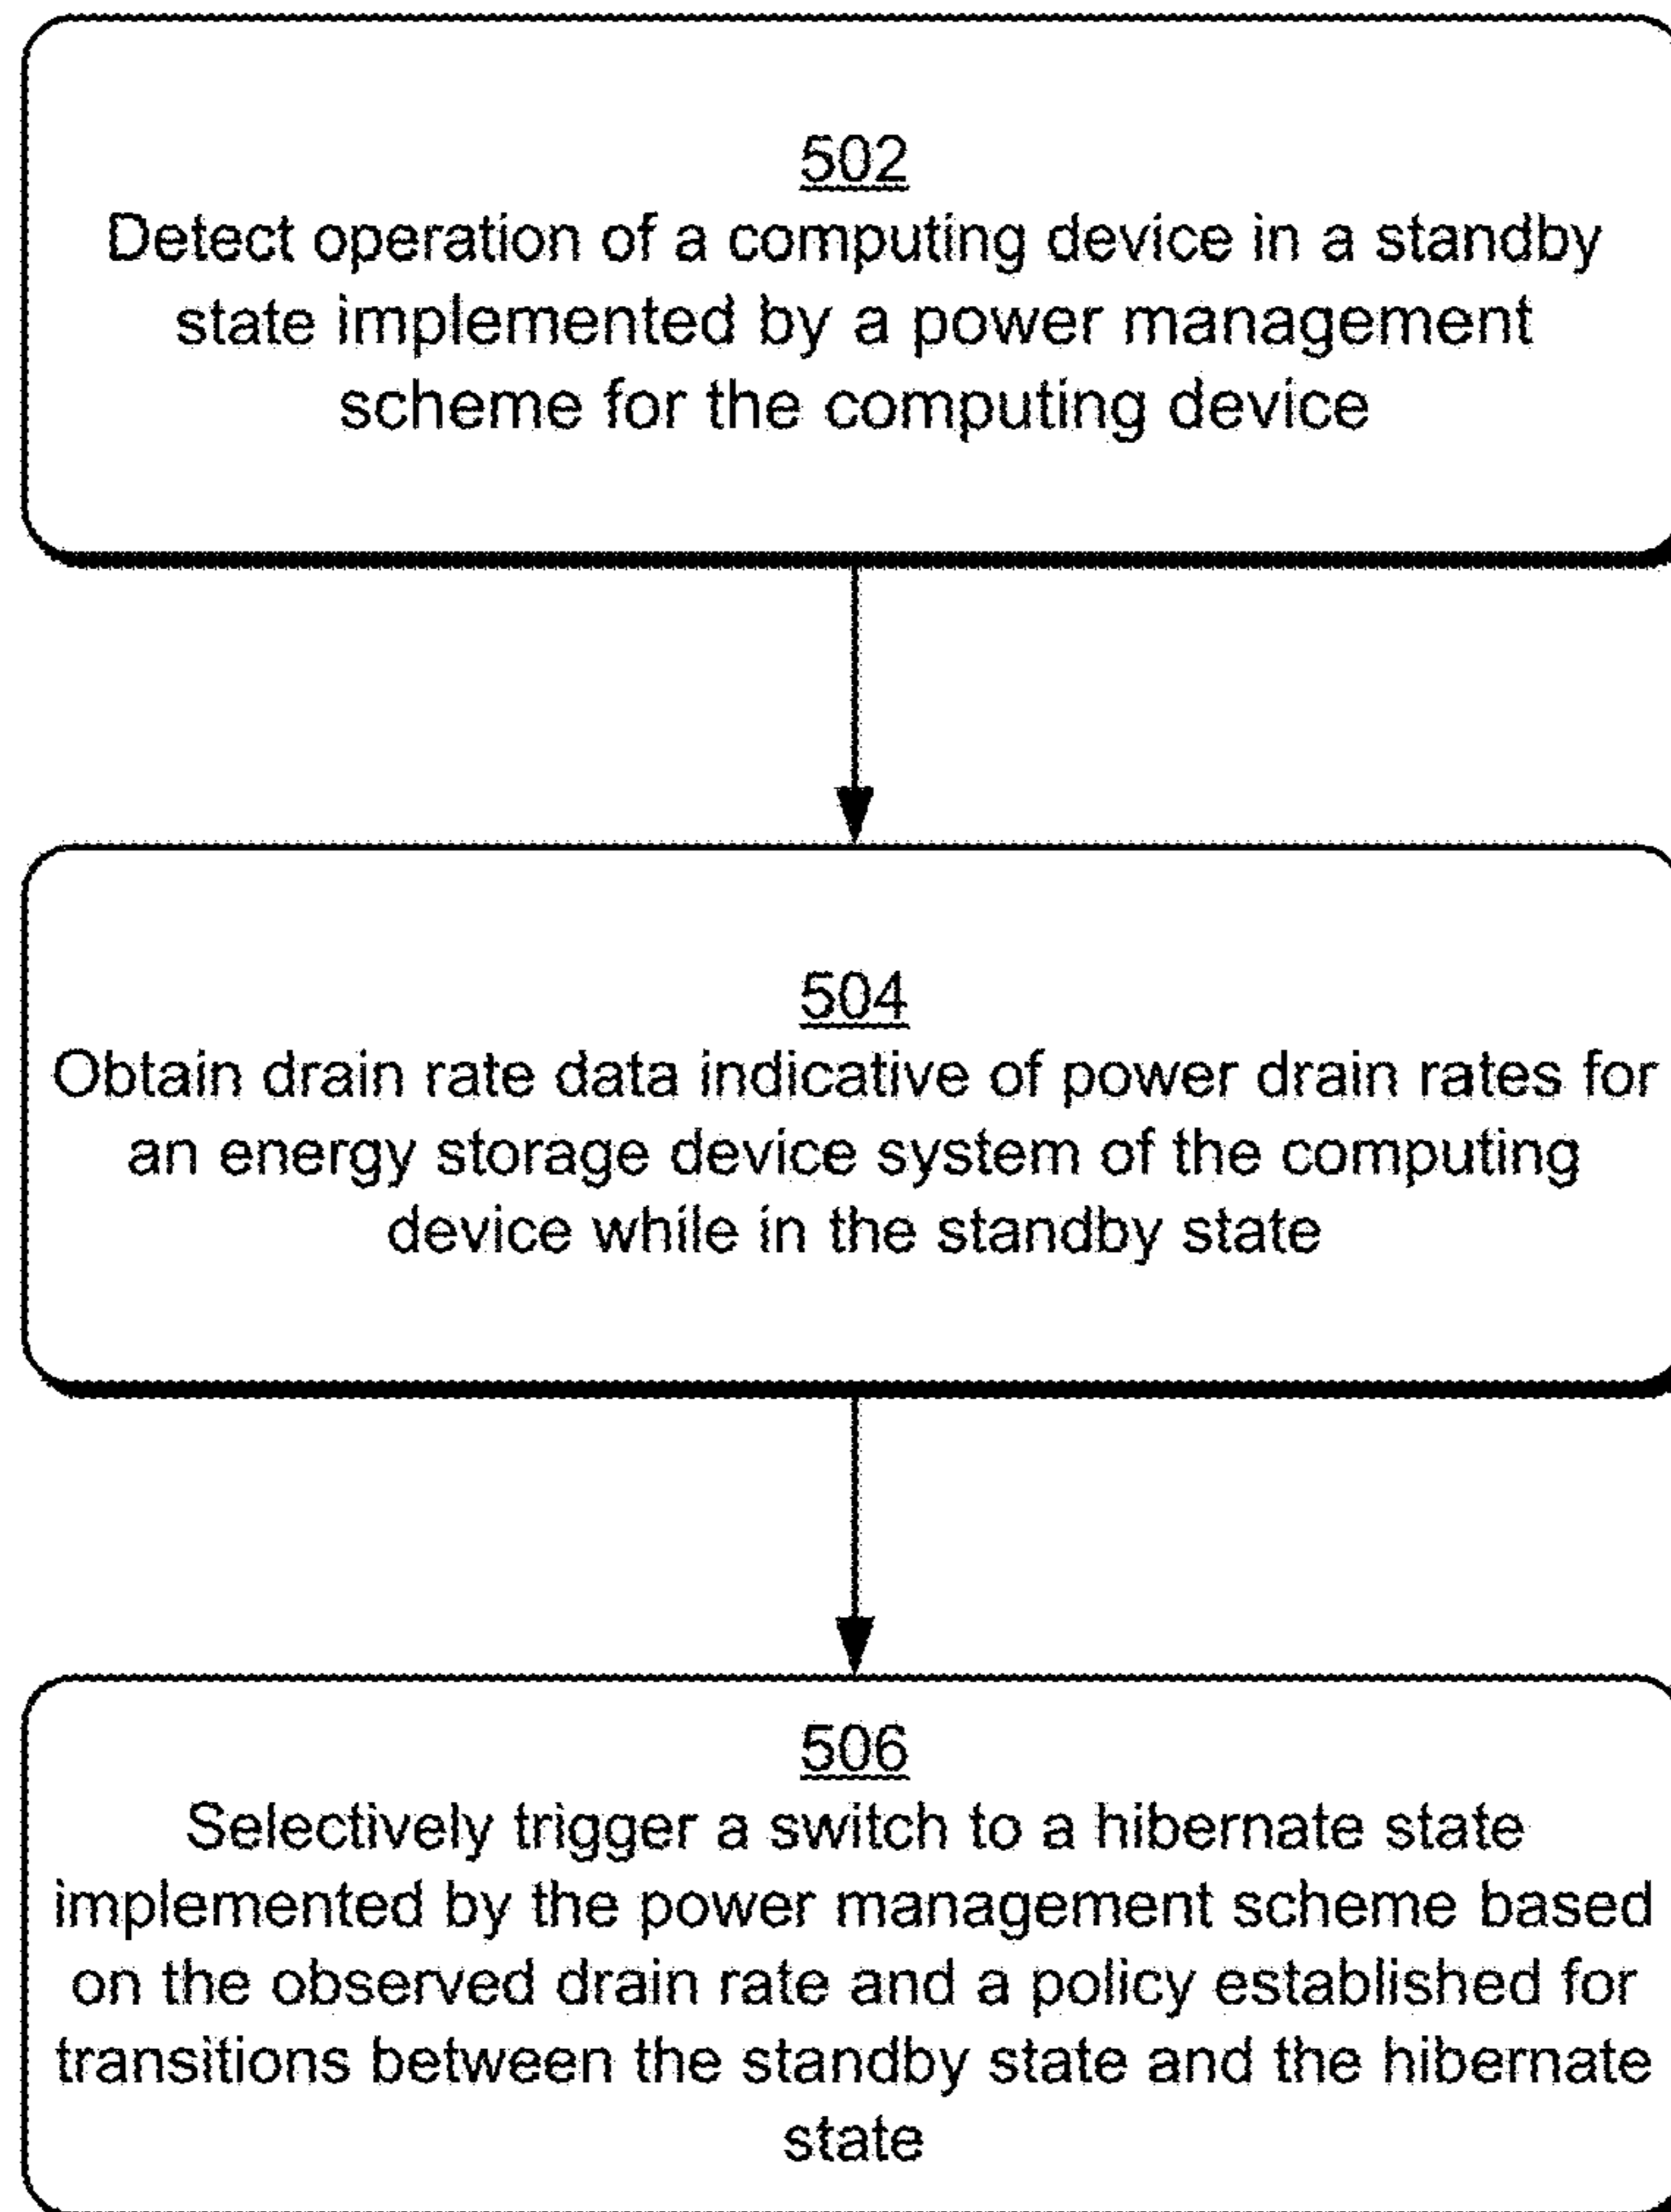 502
Detect operation of a computing device in a standby
state implemented by a power management
scheme for the computing device
504
Obtain drain rate data indicative of power drain rates for
an energy storage device system of the computing
device while in the standby state
506
Selectively trigger a switch to a hibernate state
implemented by the power management scheme based
on the observed drain rate and a policy established for
transitions between the standby state and the hibernate
state